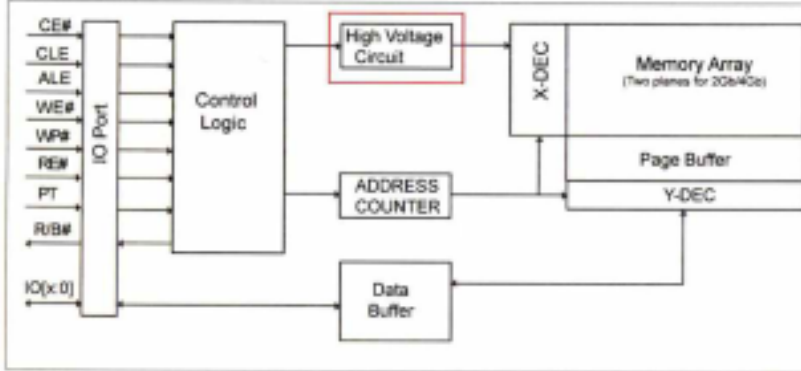 CE#
CLE
ALE
WE#
WP#
RE#
PT
R/B#
IO[x:0]
IO Port
Control
Logic
High Voltage
Circuit
ADDRESS
COUNTER
Data
Buffer
X-DEC
Memory Array
(Two planes for 2Gb/4Gb)
Page Buffer
Y-DEC